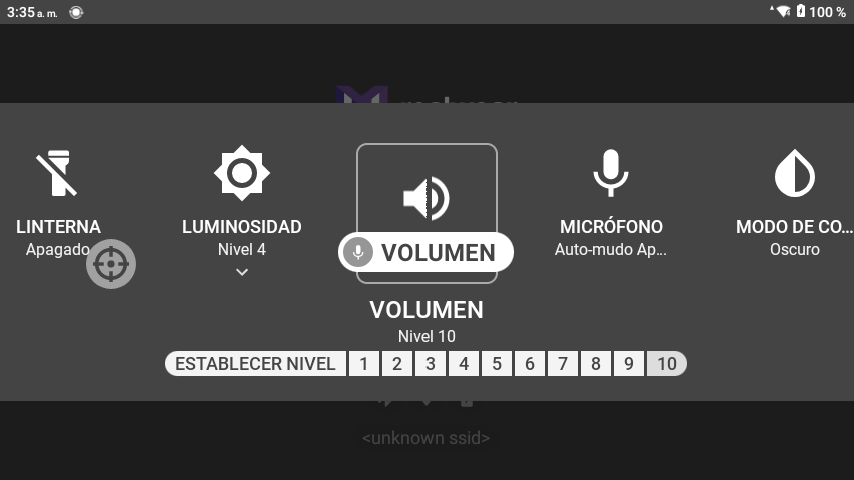 3:35 a. m.
100 %
LINTERNA
Apagado
LUMINOSIDAD
Nivel 4
VOLUMEN
MICRÓFONO
Auto-mudo Ap...
MODO DE CO...
Oscuro
VOLUMEN
Nivel 10
ESTABLECER NIVEL 1 2 3 4 5 6 7 8 9 10
<unknown ssid>